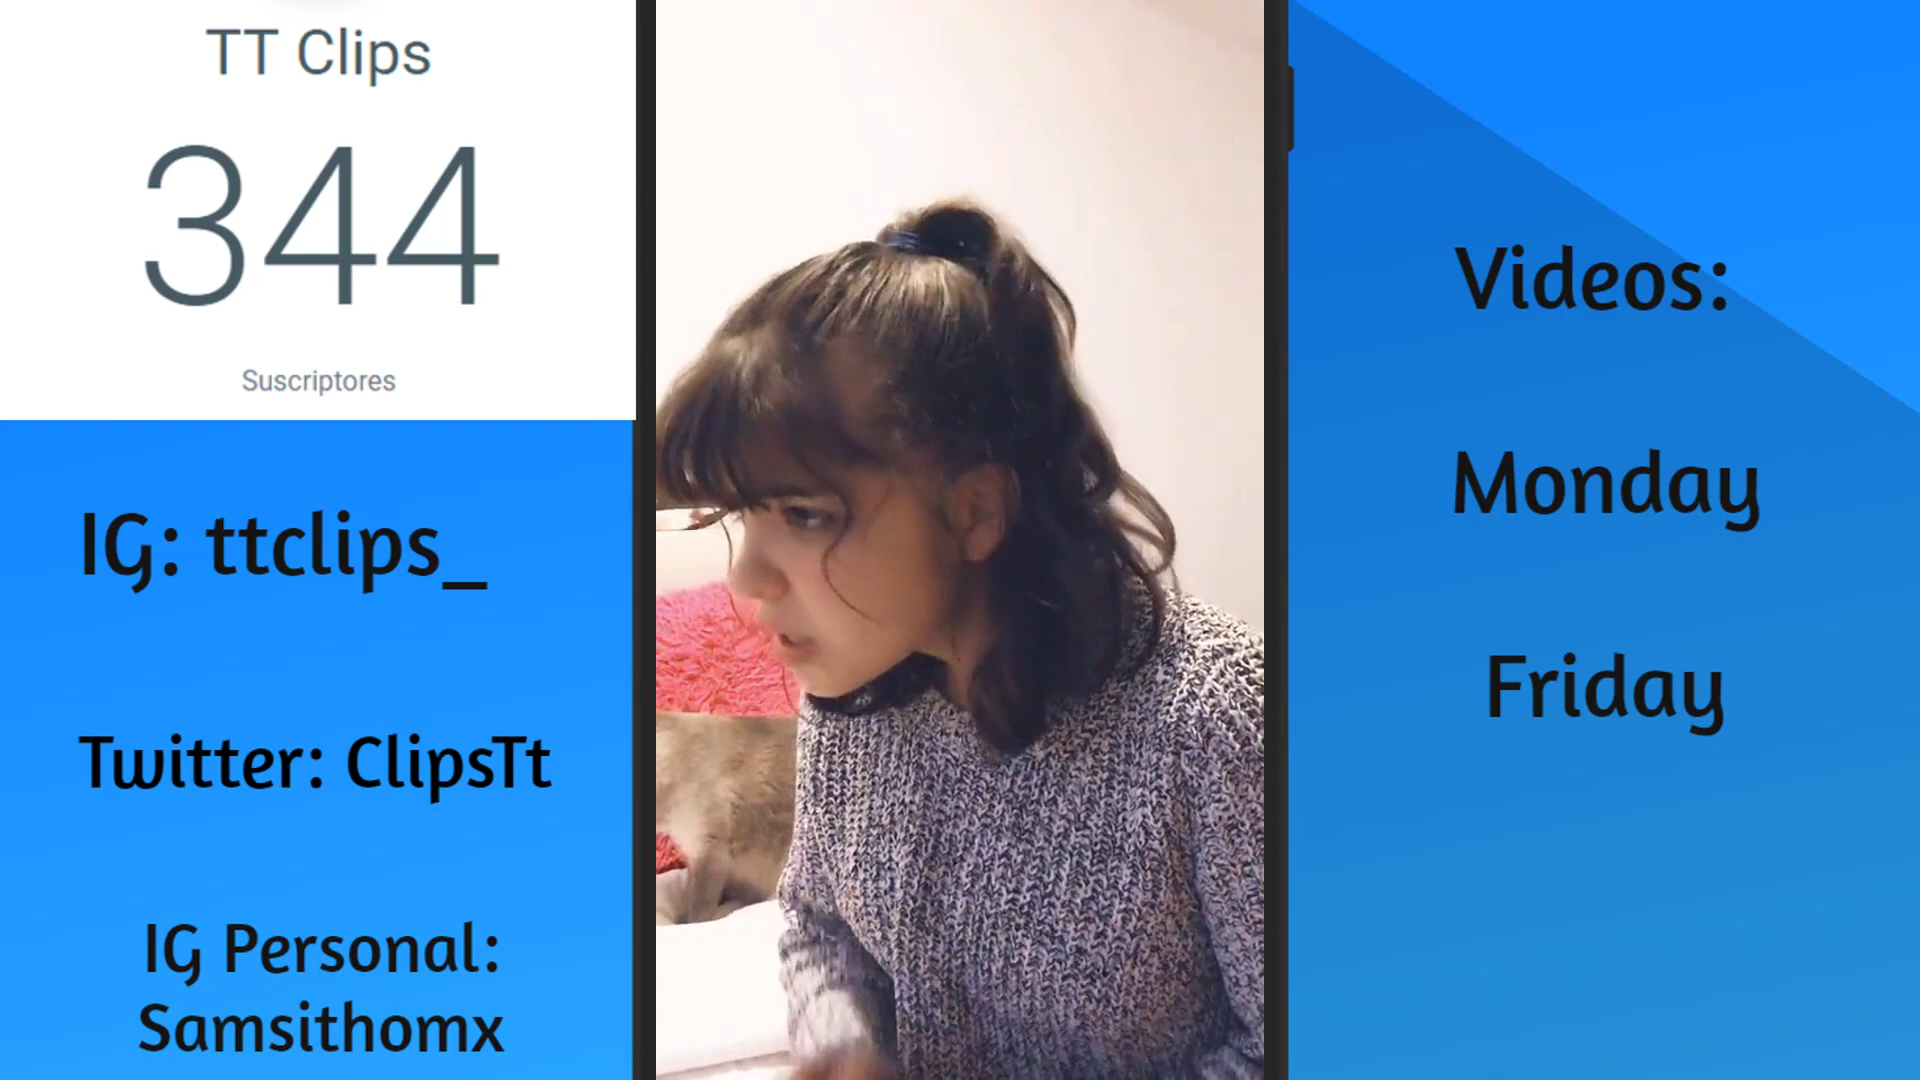 TT Clips
344
Suscriptores
IG: ttclips_
Twitter: ClipsTt
IG Personal:
Samsithomx
Videos:
Monday
Friday